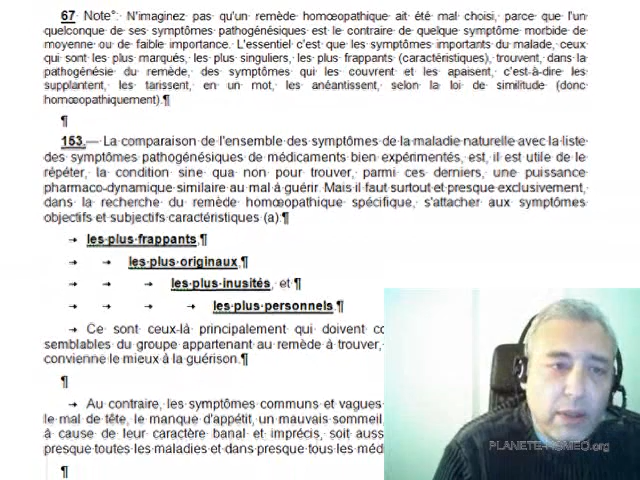 67 Note°: N'imaginez pas qu'un remède homœopathique ait été mal choisi, parce que l'un
quelconque de ses symptômes pathogénésiques est le contraire de quelque symptôme morbide de
moyenne ou de faible importance. L'essentiel c'est que les symptômes importants du malade, ceux
qui sont les plus marqués, les plus singuliers, les plus frappants (caractéristiques), trouvent, dans la
pathogénésie du remède, des symptômes qui les couvrent et les apaisent, c'est-à-dire les
supplantent, les tarissent, en un mot, les anéantissent, selon la loi de similitude (donc
homœopathiquement).¶
¶
153.— La comparaison de l'ensemble des symptômes de la maladie naturelle avec la liste
des symptômes pathogénésiques de médicaments bien expérimentés, est, il est utile de le
répéter, la condition sine qua non pour trouver, parmi ces derniers, une puissance
pharmaco-dynamique similaire au mal à guérir. Mais il faut surtout et presque exclusivement,
dans la recherche du remède homœopathique spécifique, s'attacher aux symptômes
objectifs et subjectifs caractéristiques (a):¶
→ les plus frappants,¶
→ → les plus originaux,¶
→ → → les plus inusités, et ¶
→ → → → les plus personnels ¶
→ Ce sont ceux-là principalement qui doivent
semblables du groupe appartenant au remède à trouver,
convienne le mieux à la guérison.¶
¶
→ Au contraire, les symptômes communs et vagues
le mal de tête, le manque d'appétit, un mauvais sommeil
à cause de leur caractère banal et imprécis, soit
presque toutes les maladies et dans presque tous les
¶
PLANETE-HOMEO.org